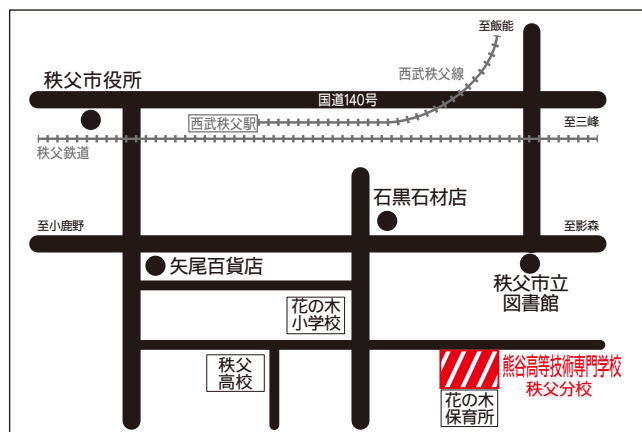 至飯能
西武秩父線
秩父市役所
国道140号
西武秩父駅
至三峰
秩父鉄道
石黒石材店
至小鹿野
至影森
矢尾百貨店
秩父市立
図書館
花の木
小学校
秩父
高校
熊谷高等技術専門学校
秩父分校
花の木
保育所